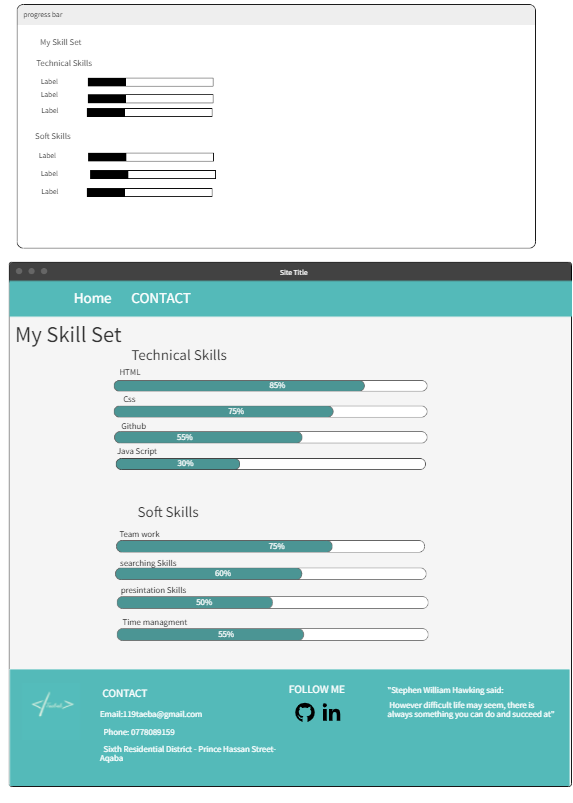 progress bar
My Skill Set
Technical Skills
Label
Label
Label
Soft Skills
Label
Label
Label
Site Title
Home CONTACT
My Skill Set
Technical Skills
HTML
85%
Css
75%
Github
55%
Java Script
30%
Soft Skills
Team work
75%
searching Skills
60%
presintation Skills
50%
Time managment
55%
CONTACT
Email:119taeba@gmail.com
Phone: 0778089159
Sixth Residential District - Prince Hassan Street-
Aqaba
FOLLOW ME
in
"Stephen William Hawking said:
However difficult life may seem, there is
always something you can do and succeed at"